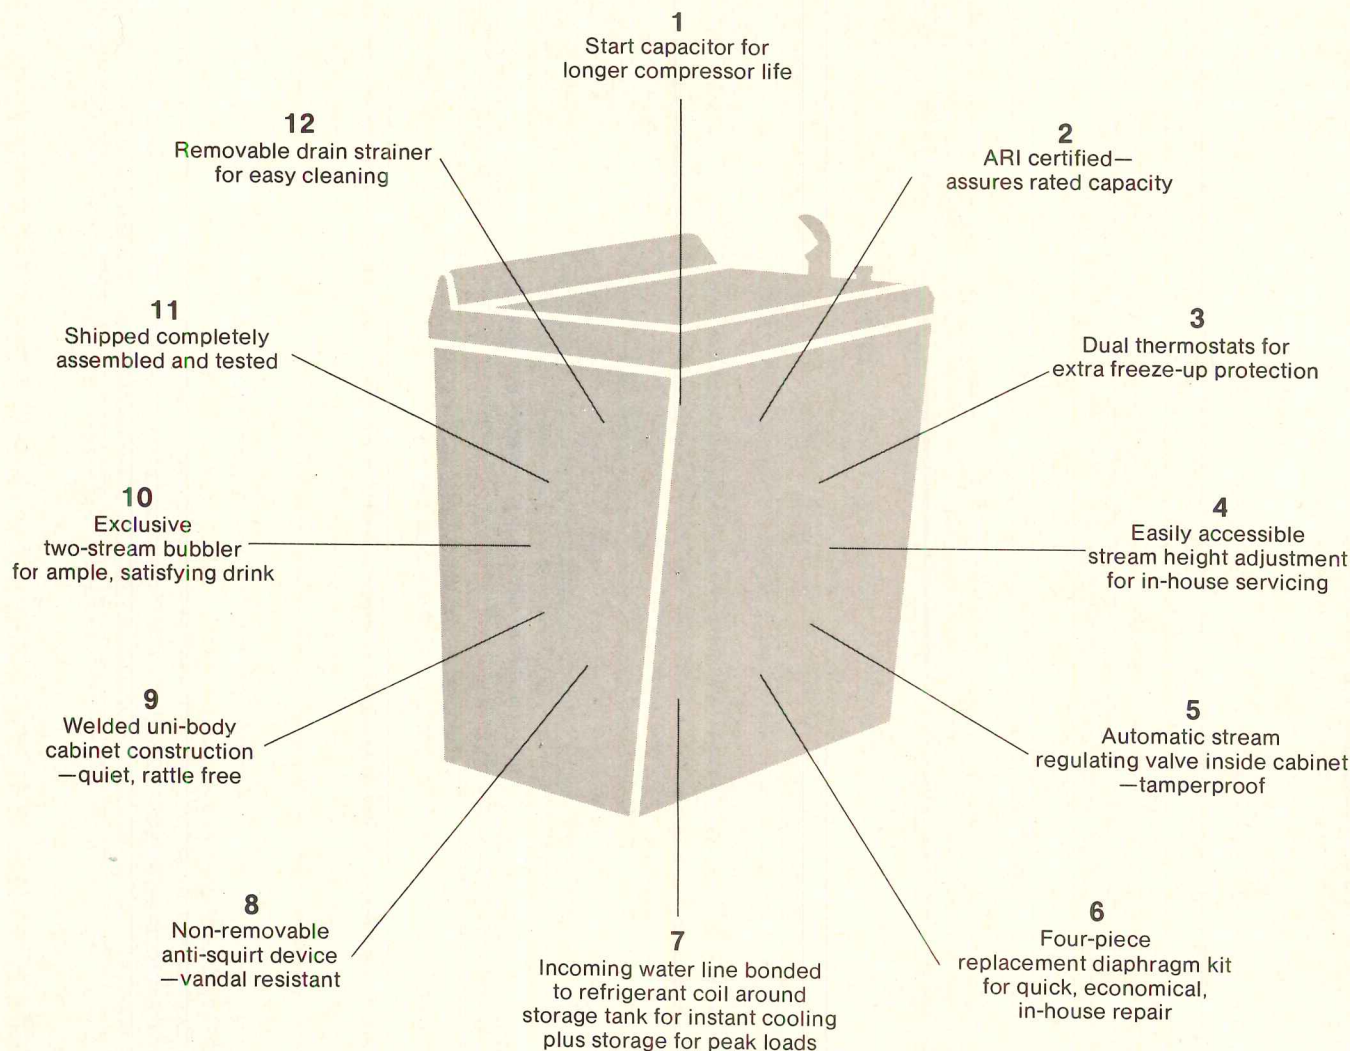 1
Start capacitor for
longer compressor life
2
ARI certified—
assures rated capacity
3
Dual thermostats for
extra freeze-up protection
4
Easily accessible
stream height adjustment
for in-house servicing
5
Automatic stream
regulating valve inside cabinet
—tamperproof
6
Four-piece
replacement diaphragm kit
for quick, economical,
in-house repair
7
Incoming water line bonded
to refrigerant coil around
storage tank for instant cooling
plus storage for peak loads
8
Non-removable
anti-squirt device
—vandal resistant
9
Welded uni-body
cabinet construction
—quiet, rattle free
10
Exclusive
two-stream bubbler
for ample, satisfying drink
11
Shipped completely
assembled and tested
12
Removable drain strainer
for easy cleaning